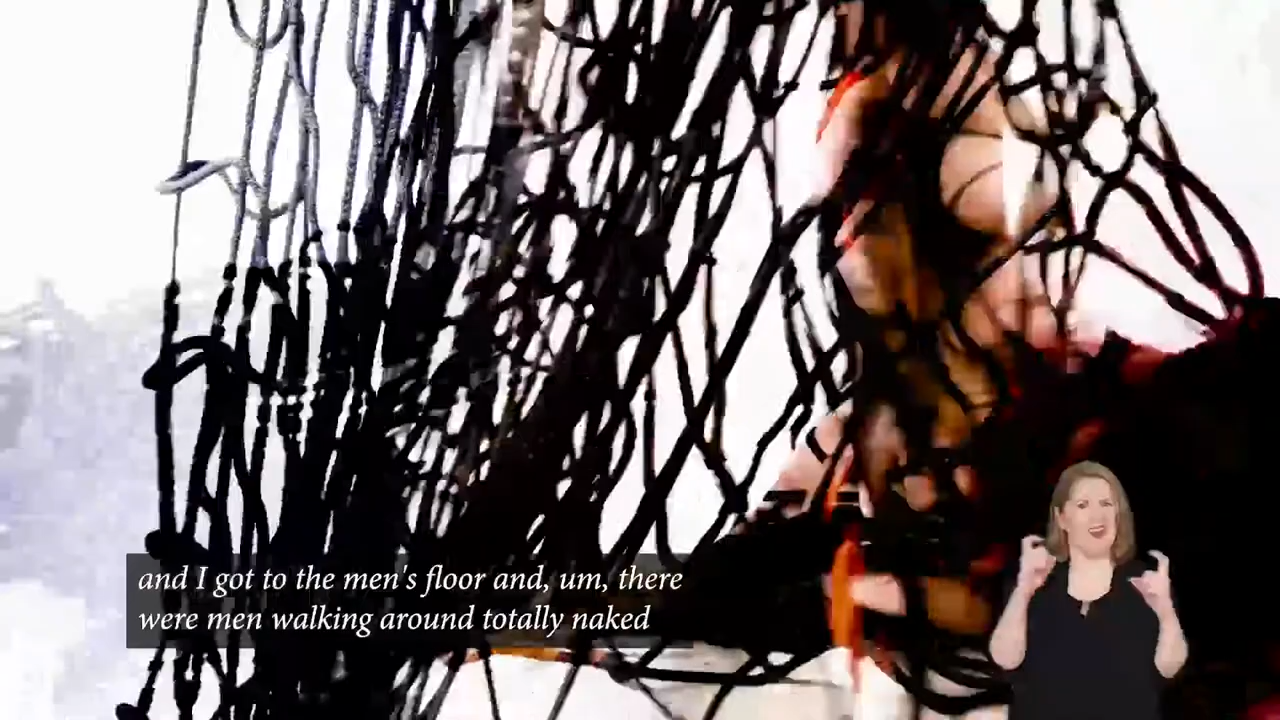 and I got to the men's floor and, um, there
were men walking around totally naked